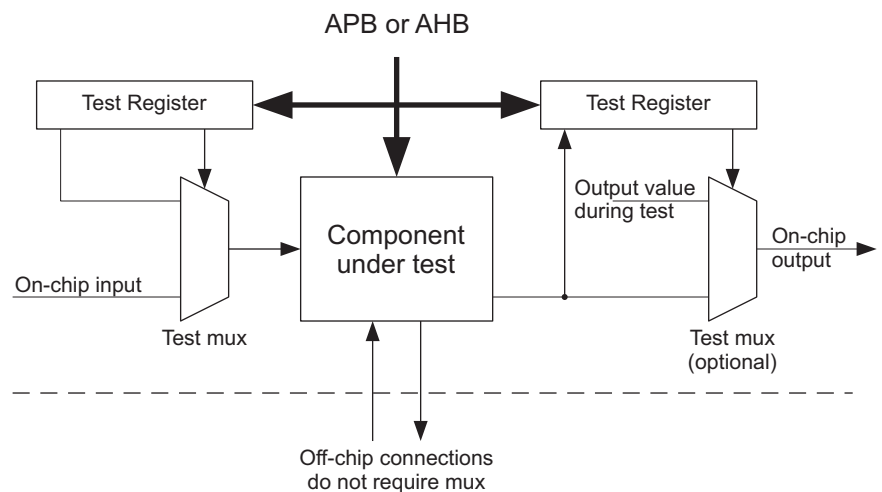 APB or AHB
Test Register
Test Register
Output value
during test
Component
under test
On-chip
output
On-chip input
Test mux
Test mux
(optional)
Off-chip connections
do not require mux